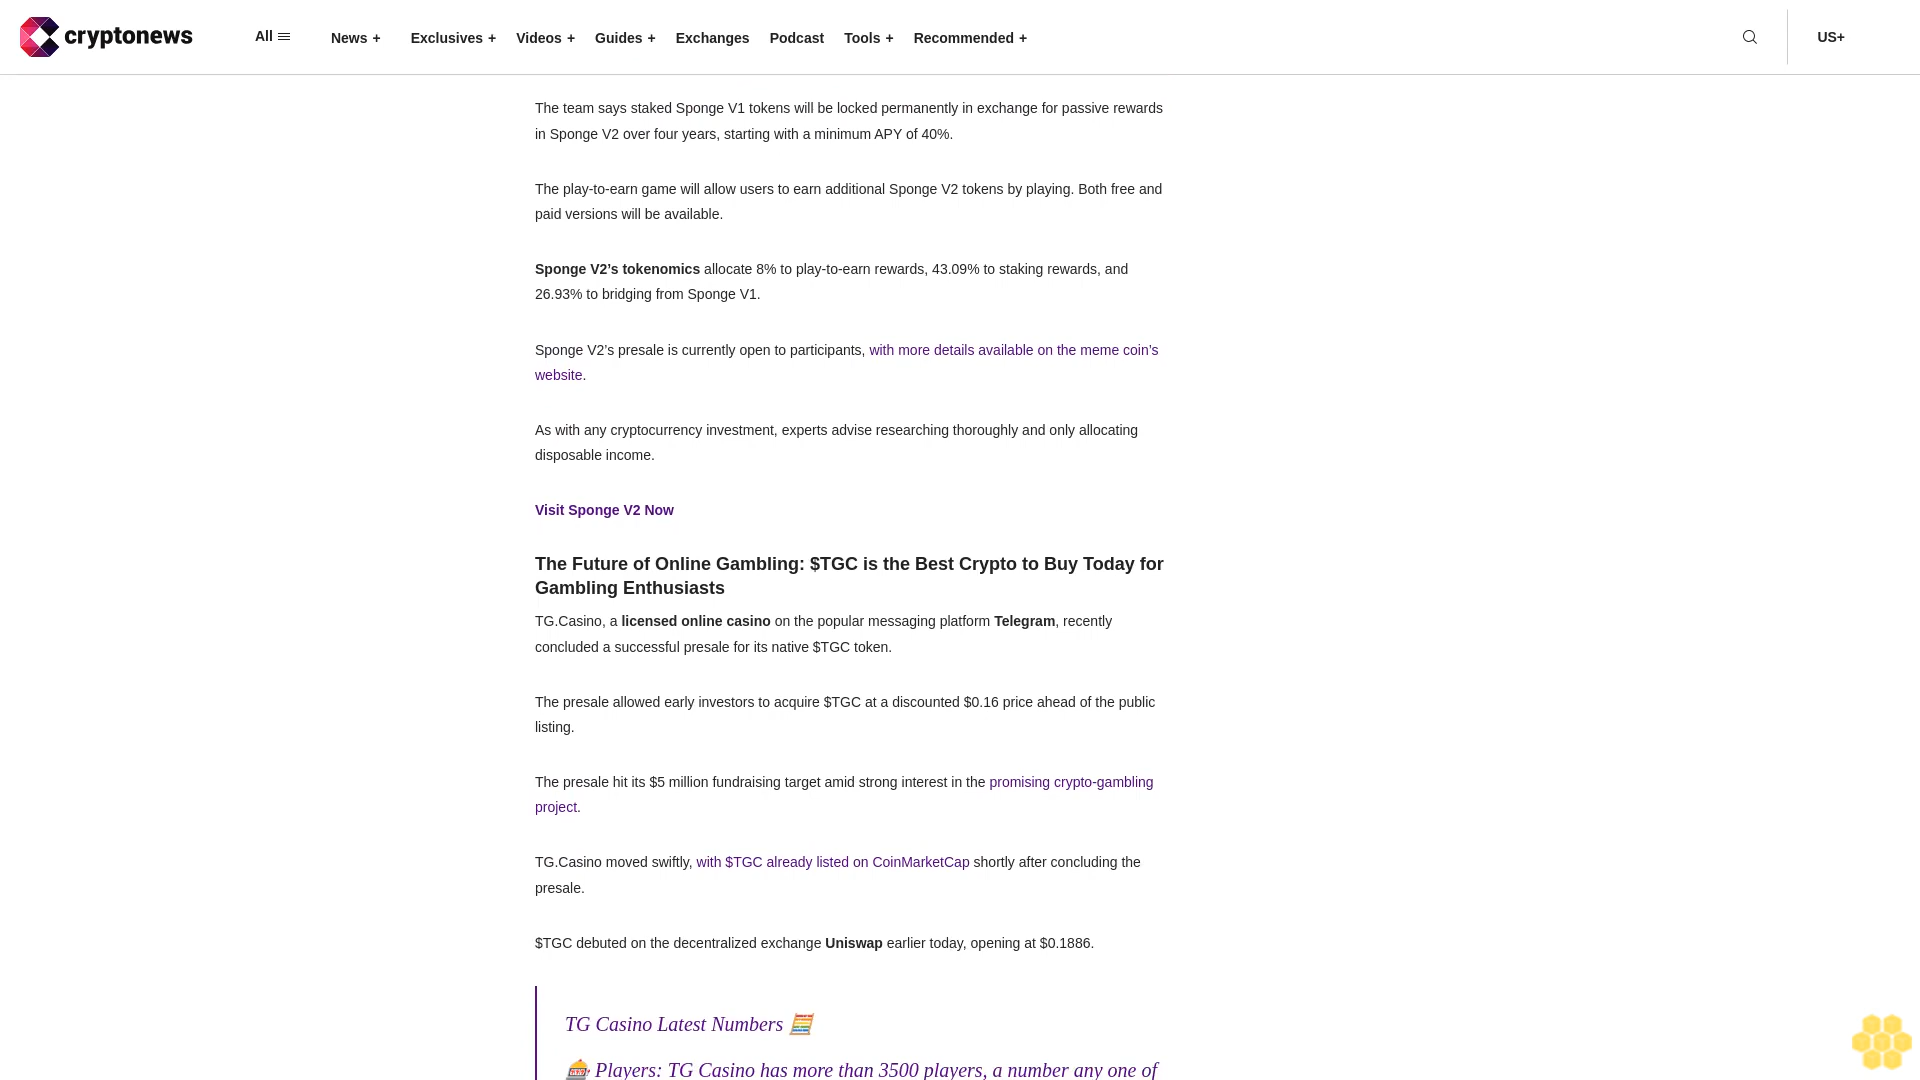 cryptonews
All
News +
Exclusives +
Videos +
Guides +
Exchanges
Podcast
Tools +
Recommended +
US+
The team says staked Sponge V1 tokens will be locked permanently in exchange for passive rewards
in Sponge V2 over four years, starting with a minimum APY of 40%.
The play-to-earn game will allow users to earn additional Sponge V2 tokens by playing. Both free and
paid versions will be available.
Sponge V2’s tokenomics allocate 8% to play-to-earn rewards, 43.09% to staking rewards, and
26.93% to bridging from Sponge V1.
Sponge V2’s presale is currently open to participants, with more details available on the meme coin’s
website.
As with any cryptocurrency investment, experts advise researching thoroughly and only allocating
disposable income.
Visit Sponge V2 Now
The Future of Online Gambling: $TGC is the Best Crypto to Buy Today for
Gambling Enthusiasts
TG.Casino, a licensed online casino on the popular messaging platform Telegram, recently
concluded a successful presale for its native $TGC token.
The presale allowed early investors to acquire $TGC at a discounted $0.16 price ahead of the public
listing.
The presale hit its $5 million fundraising target amid strong interest in the promising crypto-gambling
project.
TG.Casino moved swiftly, with $TGC already listed on CoinMarketCap shortly after concluding the
presale.
$TGC debuted on the decentralized exchange Uniswap earlier today, opening at $0.1886.
TG Casino Latest Numbers 🧮
🎰 Players: TG Casino has more than 3500 players, a number any one of